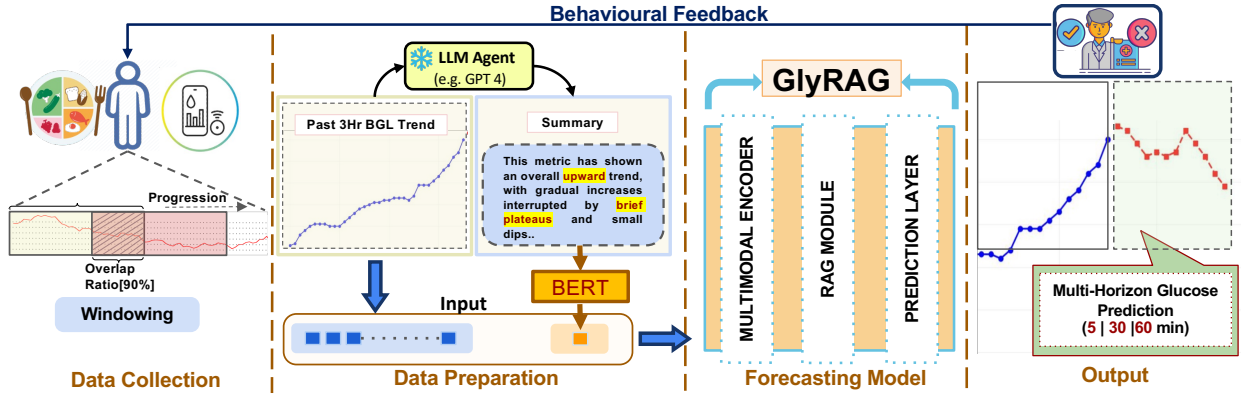 Behavioural Feedback
LLM Agent
(e.g. GPT 4)
Past 3Hr BGL Trend
Summary
This metric has shown
an overall upward trend,
with gradual increases
interrupted by brief
plateaus and small
dips..
Progression
Overlap
Ratio[90%]
Windowing
BERT
Input
GlyRAG
MULTIMODAL ENCODER
RAG MODULE
PREDICTION LAYER
Multi-Horizon Glucose
Prediction
(5 | 30 |60 min)
Data Collection
Data Preparation
Forecasting Model
Output